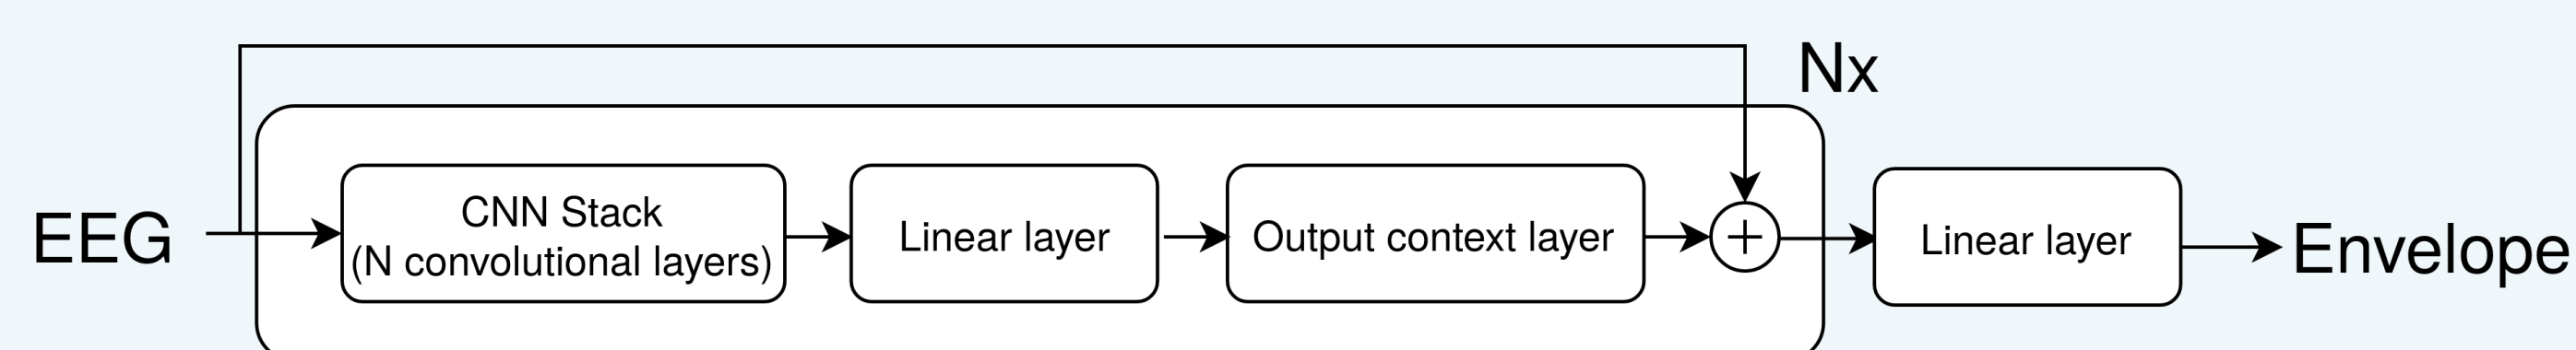 Nx
EEG
CNN Stack
(N convolutional layers)
Linear layer
Output context layer
+
Linear layer
Envelope